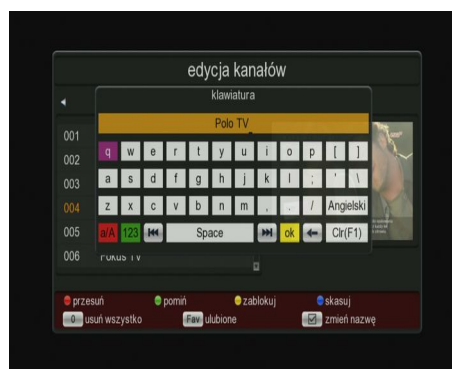 edycja kanałów
klawiatura
Polo TV_
001
q w e r t y u i o p [ ]
002
003
a s d f g h j k l ; ' \
004
z x c v b n m , . / Angielski
005
a/A 123 Space ok Clr(F1)
006 Fokus TV
przesuń pomiń zablokuj skasuj
0 usuń wszystko Fav ulubione zmień nazwę